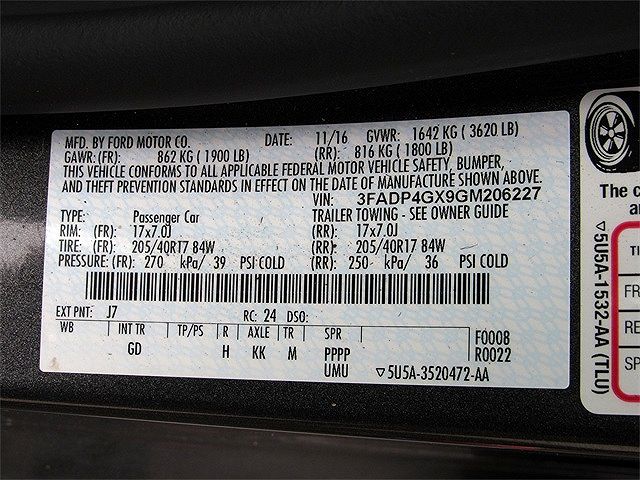 MFD. BY FORD MOTOR CO. DATE: 11/16 GVWR: 1642 KG ( 3620 LB)
GAWR: (FR): 862 KG ( 1900 LB) (RR): 816 KG ( 1800 LB)
THIS VEHICLE CONFORMS TO ALL APPLICABLE FEDERAL MOTOR VEHICLE SAFETY, BUMPER,
AND THEFT PREVENTION STANDARDS IN EFFECT ON THE DATE OF MANUFACTURE SHOWN ABOVE.
VIN: 3FADP4GX9GM206227
TYPE: Passenger Car TRAILER TOWING - SEE OWNER GUIDE
RIM: (FR): 17x7.0J (RR): 17x7.0J
TIRE: (FR): 205/40R17 84W (RR): 205/40R17 84W
PRESSURE: (FR): 270 kPa/ 39 PSI COLD (RR): 250 kPa/ 36 PSI COLD
EXT PNT: J7 RC: 24 DSO:
WB INT TR TP/PS R AXLE TR SPR F0008
GD H KK M PPPP R0022
UMU ▽5U5A-3520472-AA
The c
an
▽5U5A-1532-AA (TLU)
TI
FR
RE
SP